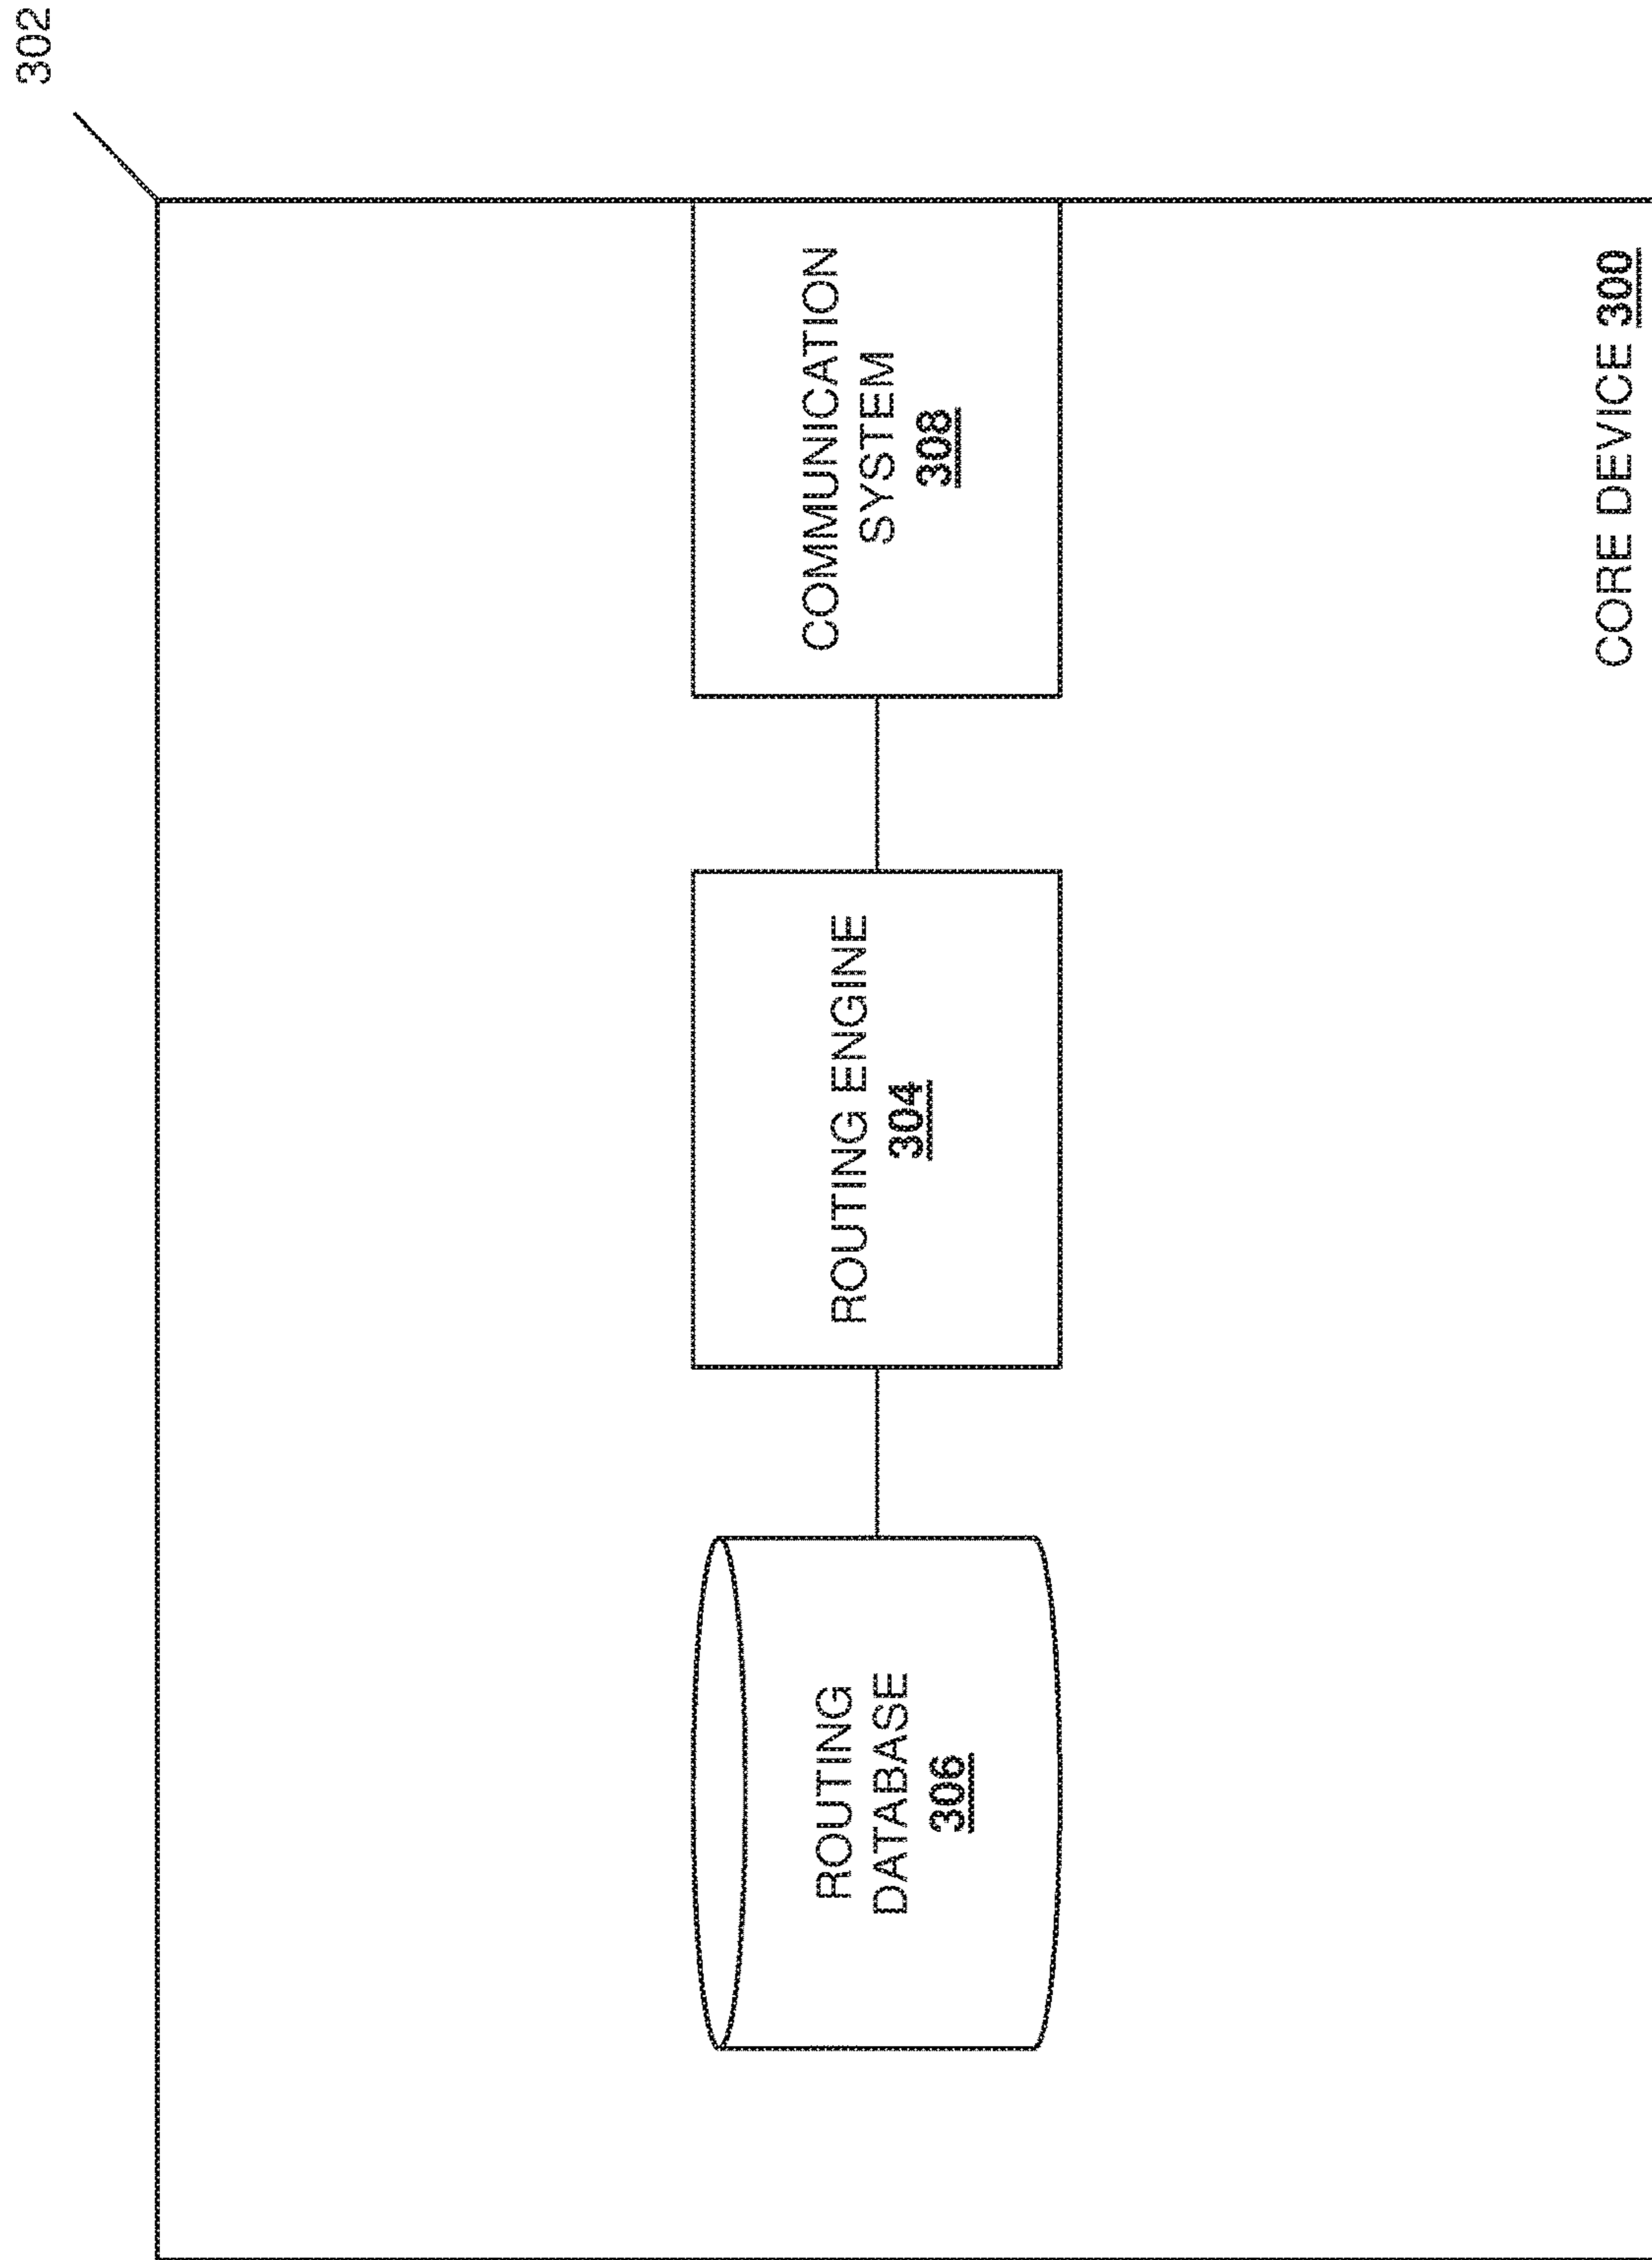 302
ROUTING
DATABASE
306
ROUTING ENGINE
304
COMMUNICATION
SYSTEM
308
CORE DEVICE 300